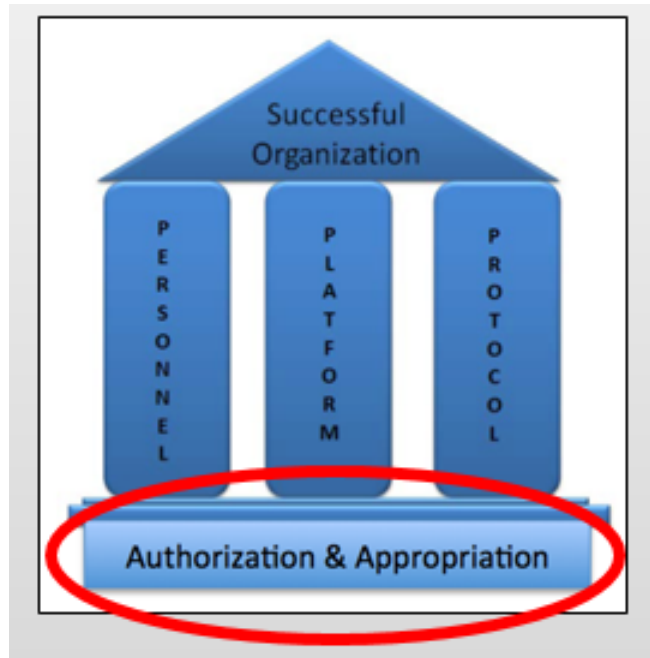 Successful
Organization
PERSONNEL
PLATFORM
PROTOCOL
Authorization & Appropriation